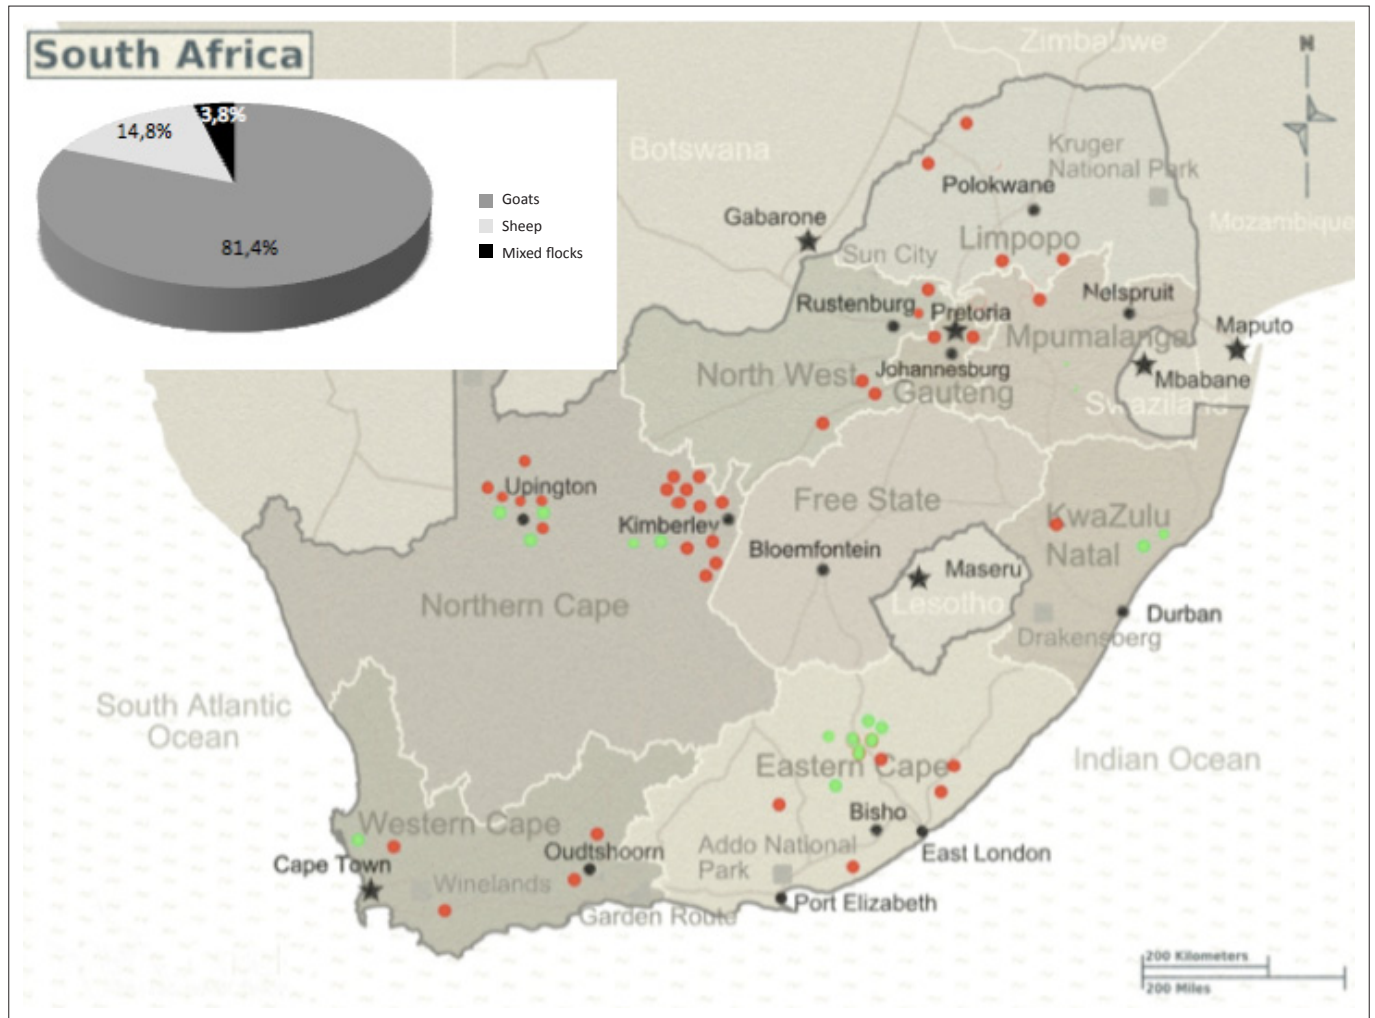 South Africa
3,8%
14,8%
81,4%
Goats
Sheep
Mixed flocks
Zimbabwe
N
Botswana
Kruger
National Park
Polokwane
Gabarone
Mozambique
Limpopo
Sun City
Nelspruit
Rustenburg
Pretoria
Maputo
Mpumalanga
Johannesburg
North West
Mbabane
Gauteng
Swaziland
Upington
Free State
KwaZulu
Natal
Kimberley
Bloemfontein
Maseru
Lesotho
Northern Cape
Durban
Drakensberg
South Atlantic
Ocean
Indian Ocean
Eastern Cape
Bisho
Western Cape
Addo National
Park
East London
Oudtshoorn
Cape Town
Winelands
Port Elizabeth
Garden Route
200 Kilometers
200 Miles